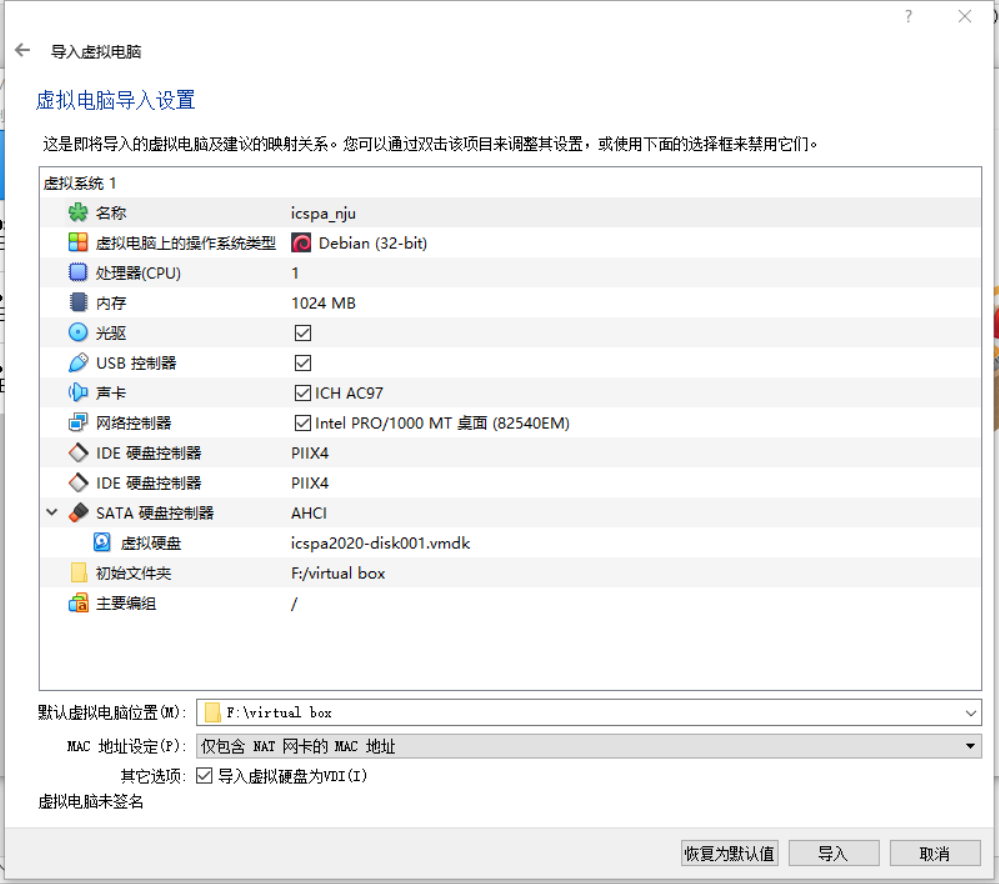 ?
导入虚拟电脑
虚拟电脑导入设置
这是即将导入的虚拟电脑及建议的映射关系。您可以通过双击该项目来调整其设置，或使用下面的选择框来禁用它们。
虚拟系统 1
名称 icspa_nju
虚拟电脑上的操作系统类型 Debian (32-bit)
处理器(CPU) 1
内存 1024 MB
光驱
USB 控制器
声卡 ICH AC97
网络控制器 Intel PRO/1000 MT 桌面 (82540EM)
IDE 硬盘控制器 PIIX4
IDE 硬盘控制器 PIIX4
SATA 硬盘控制器 AHCI
虚拟硬盘 icspa2020-disk001.vmdk
初始文件夹 F:/virtual box
主要编组 /
默认虚拟电脑位置(M): F:\virtual box
MAC 地址设定(P): 仅包含 NAT 网卡的 MAC 地址
其它选项: 导入虚拟硬盘为VDI(I)
虚拟电脑未签名
恢复为默认值 导入 取消